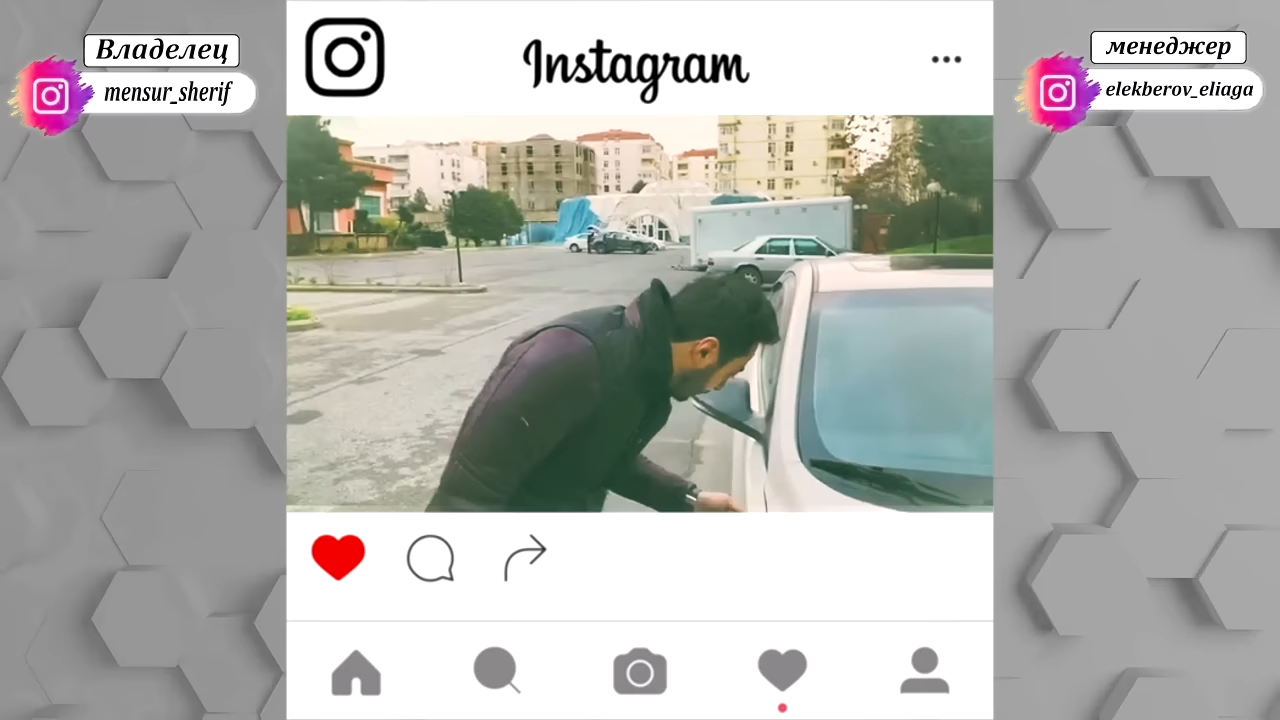 Владелец
mensur_sherif
Instagram
менеджер
elekberov_eliaga